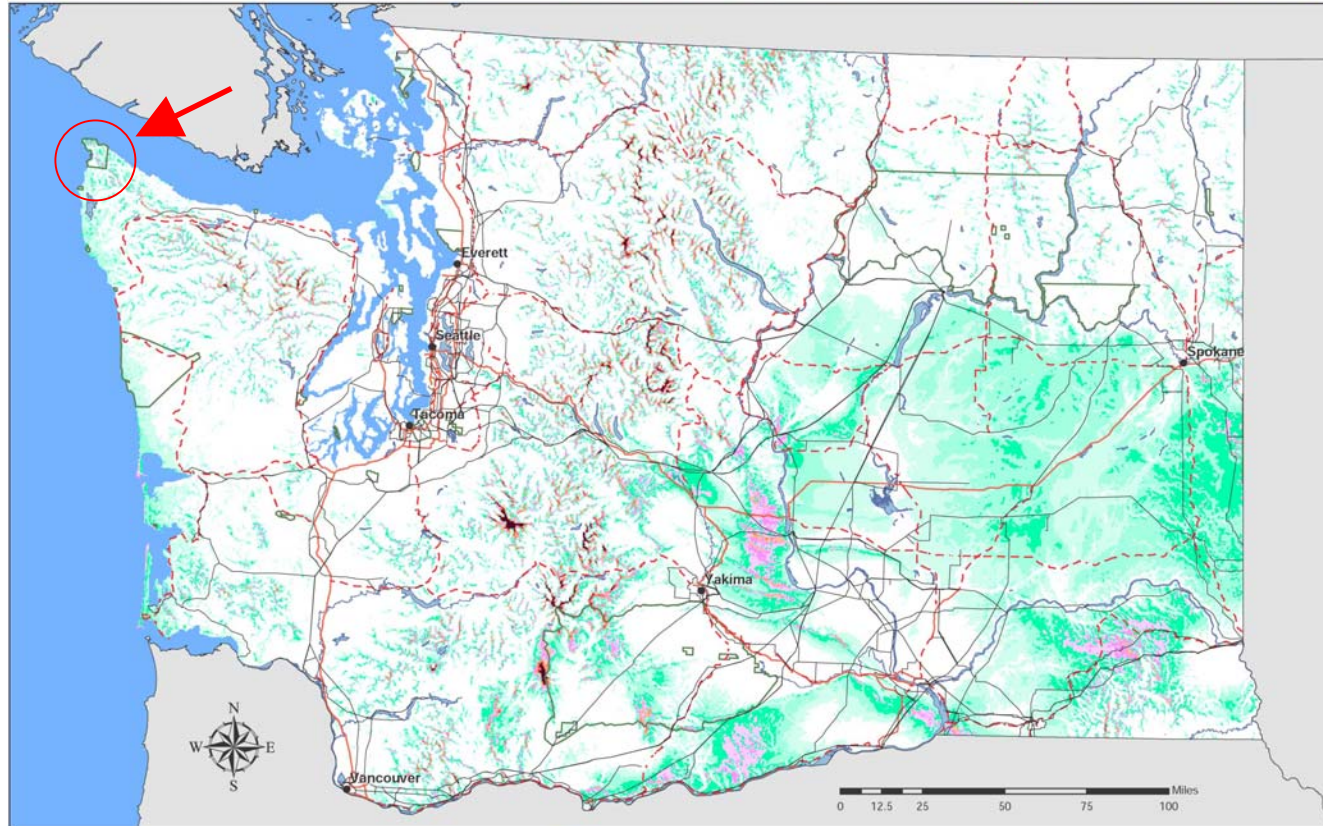 Everett
Seattle
Spokane
Tacoma
Yakima
N
W E
S
Vancouver
Miles
0 12.5 25 50 75 100